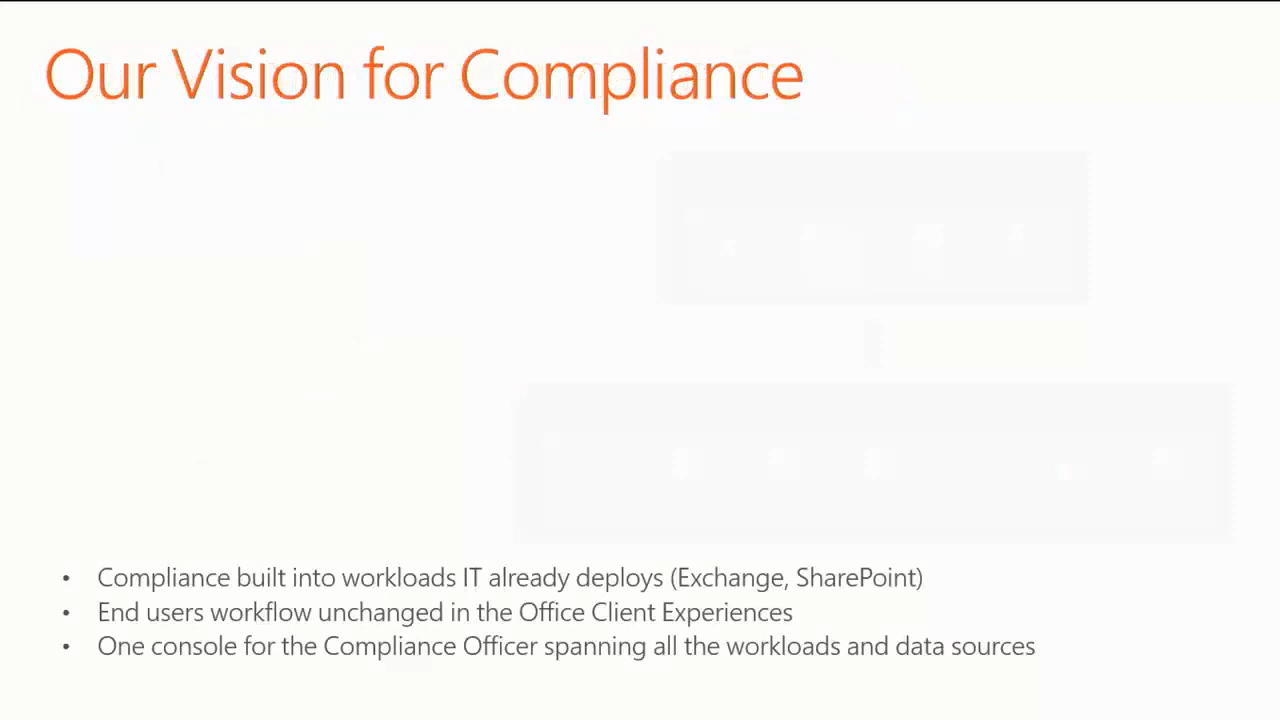 Our Vision for Compliance
• Compliance built into workloads IT already deploys (Exchange, SharePoint)
• End users workflow unchanged in the Office Client Experiences
• One console for the Compliance Officer spanning all the workloads and data sources